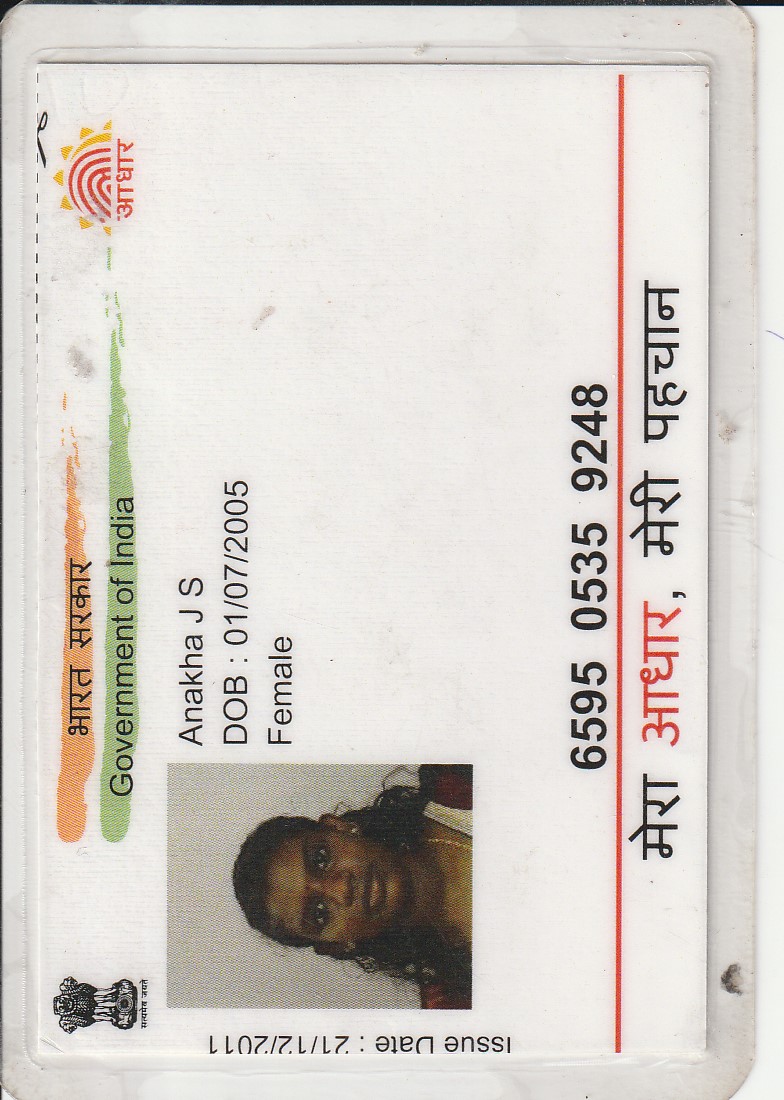 भारत सरकार
Government of India
आधार
सत्यमेव जयते
Anakha J S
DOB : 01/07/2005
Female
Issue Date : 21/12/2011
6595 0535 9248
मेरा आधार, मेरी पहचान